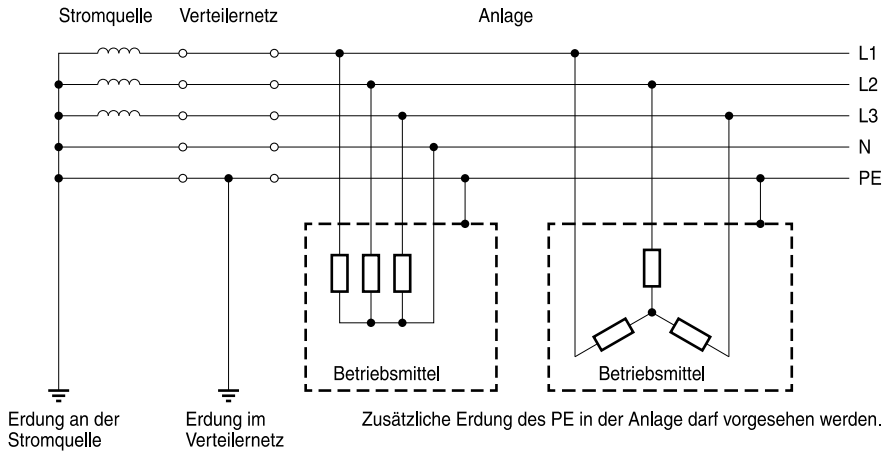 Stromquelle Verteilernetz Anlage
L1
L2
L3
N
PE
Betriebsmittel Betriebsmittel
Erdung an der
Stromquelle
Erdung im
Verteilernetz
Zusätzliche Erdung des PE in der Anlage darf vorgesehen werden.